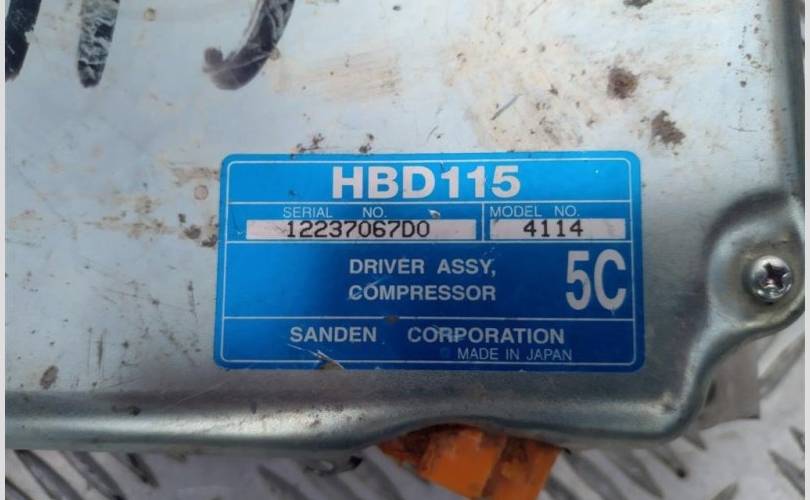 HBD115
SERIAL NO. MODEL NO.
12237067D0 4114
DRIVER ASSY,
COMPRESSOR 5C
SANDEN CORPORATION
MADE IN JAPAN